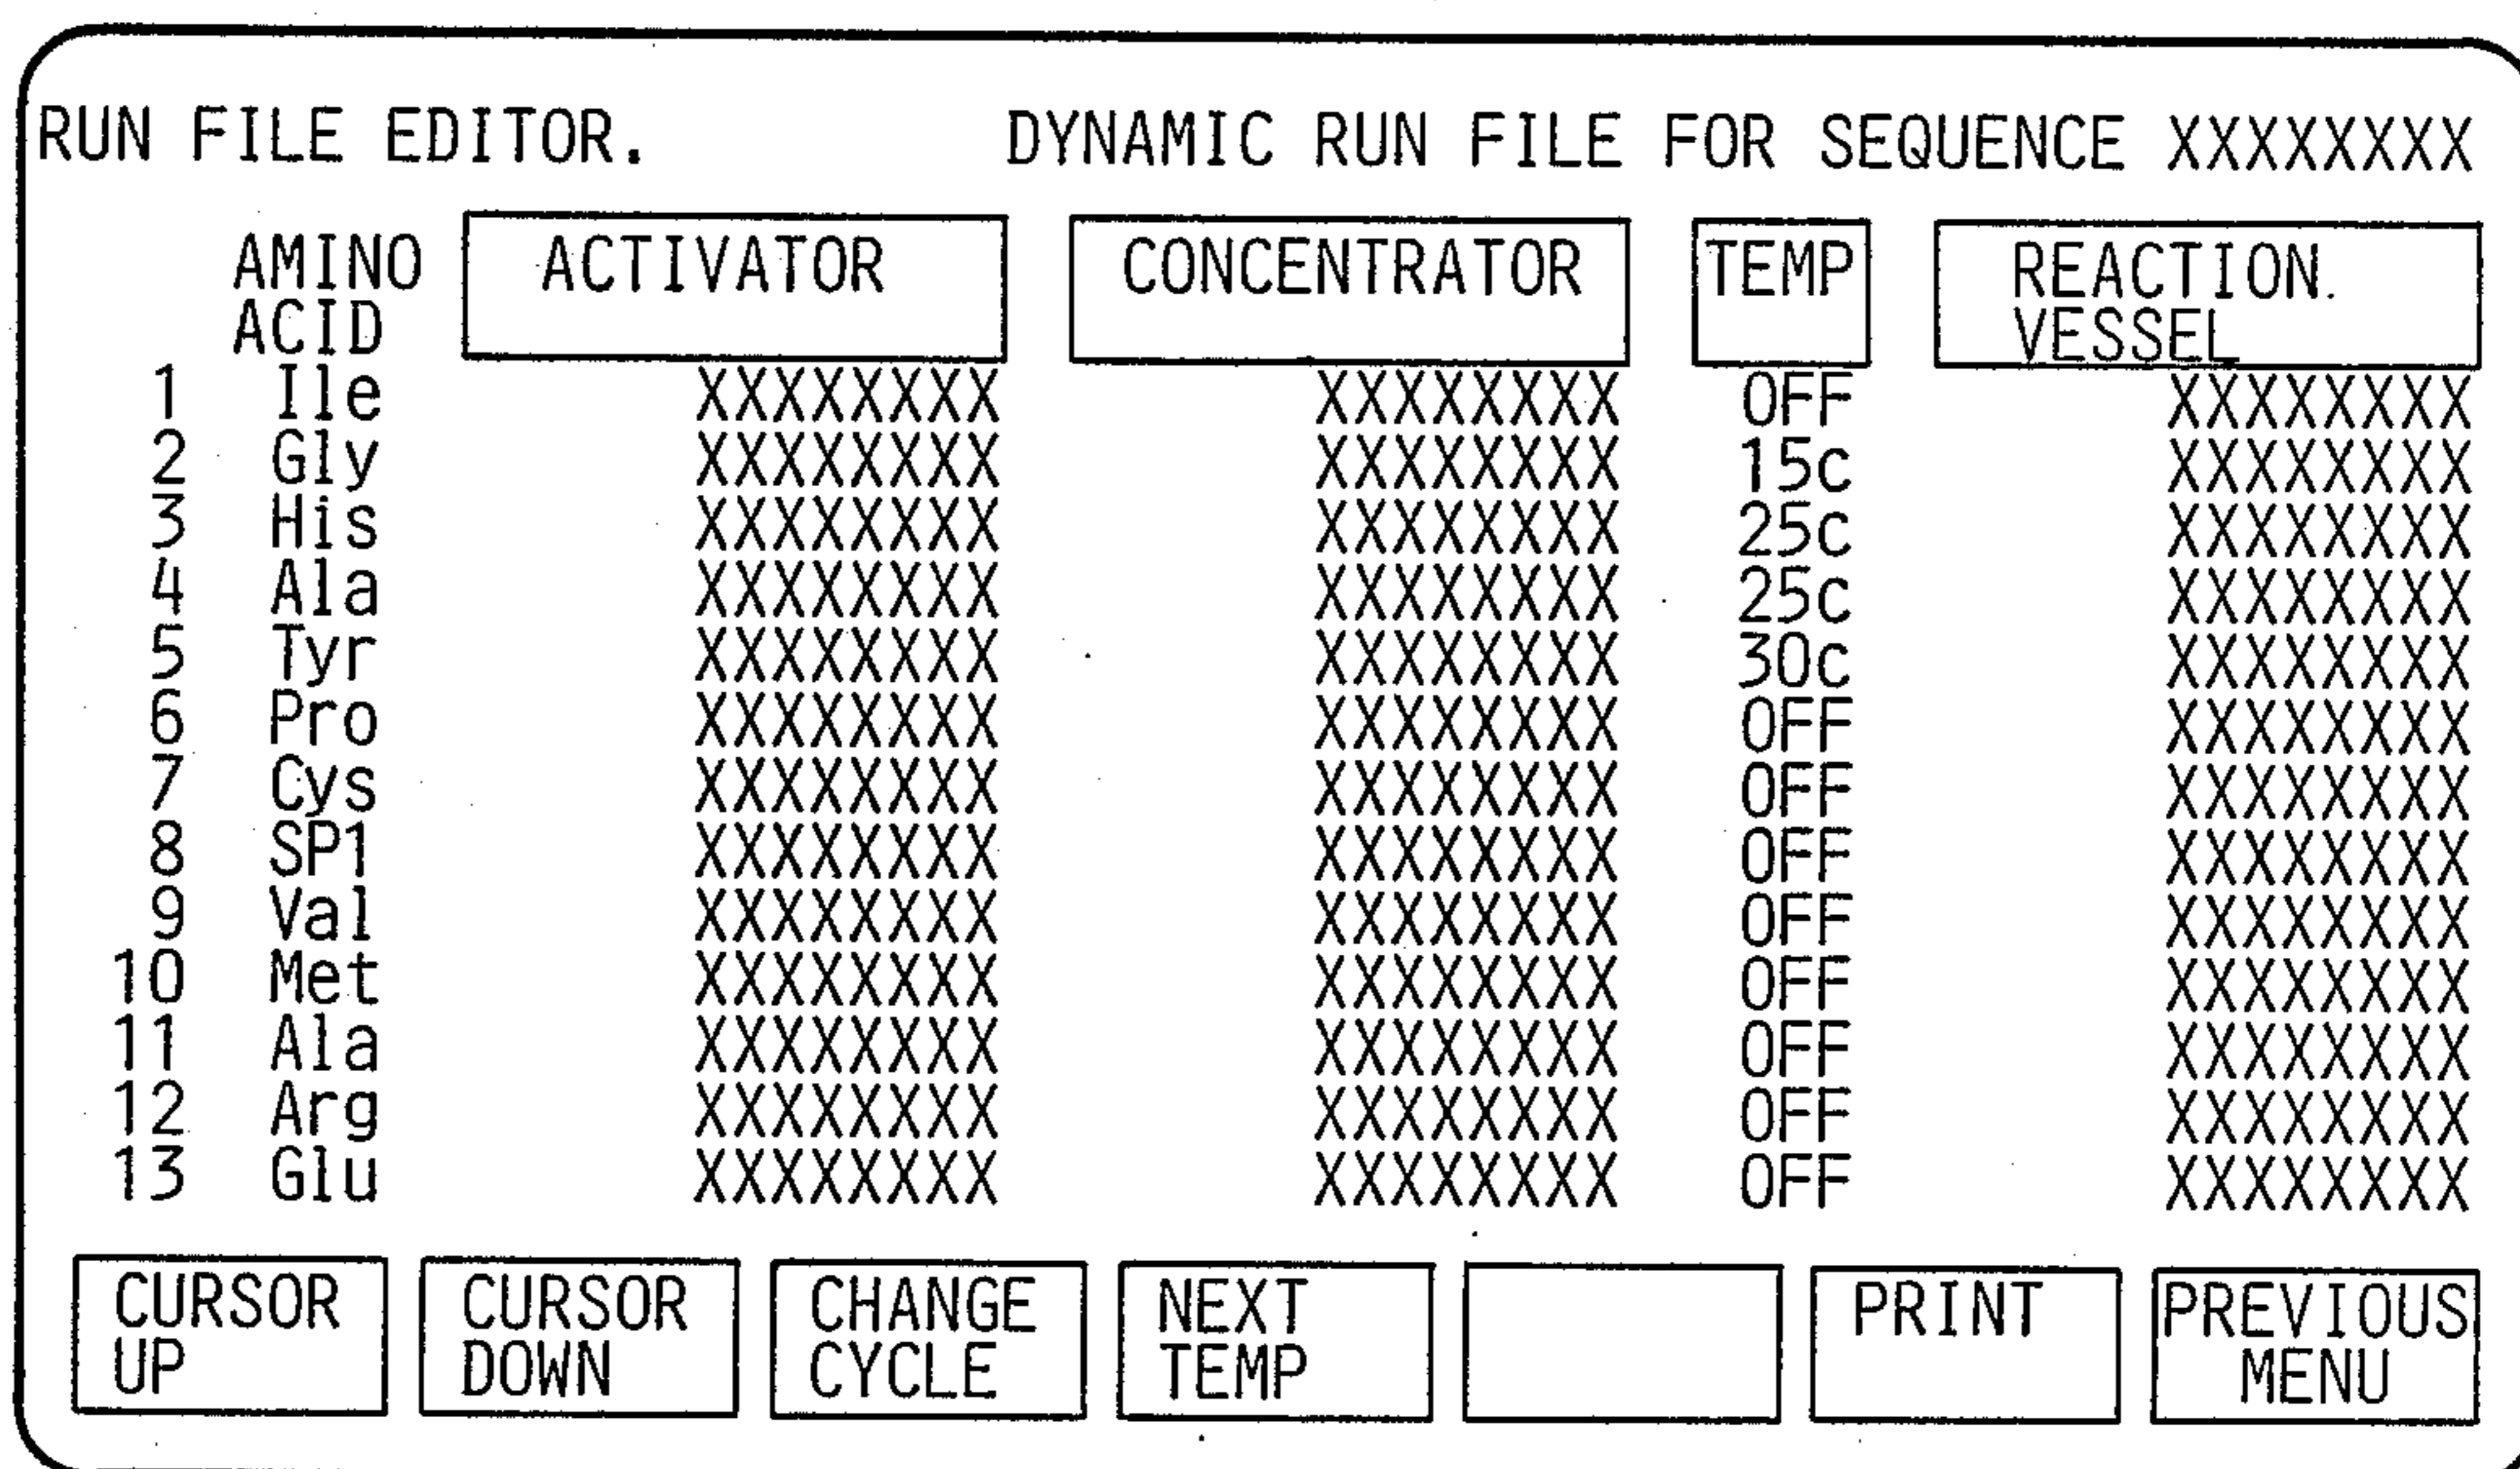 RUN FILE EDITOR. DYNAMIC RUN FILE FOR SEQUENCE XXXXXXXX
AMINO ACID ACTIVATOR CONCENTRATOR TEMP REACTION VESSEL
1 Ile XXXXXXXX XXXXXXXX OFF XXXXXXXX
2 Gly XXXXXXXX XXXXXXXX 15c XXXXXXXX
3 His XXXXXXXX XXXXXXXX 25c XXXXXXXX
4 Ala XXXXXXXX XXXXXXXX 25c XXXXXXXX
5 Tyr XXXXXXXX XXXXXXXX 30c XXXXXXXX
6 Pro XXXXXXXX XXXXXXXX OFF XXXXXXXX
7 Cys XXXXXXXX XXXXXXXX OFF XXXXXXXX
8 SP1 XXXXXXXX XXXXXXXX OFF XXXXXXXX
9 Val XXXXXXXX XXXXXXXX OFF XXXXXXXX
10 Met XXXXXXXX XXXXXXXX OFF XXXXXXXX
11 Ala XXXXXXXX XXXXXXXX OFF XXXXXXXX
12 Arg XXXXXXXX XXXXXXXX OFF XXXXXXXX
13 Glu XXXXXXXX XXXXXXXX OFF XXXXXXXX
CURSOR UP
CURSOR DOWN
CHANGE CYCLE
NEXT TEMP
PRINT
PREVIOUS MENU